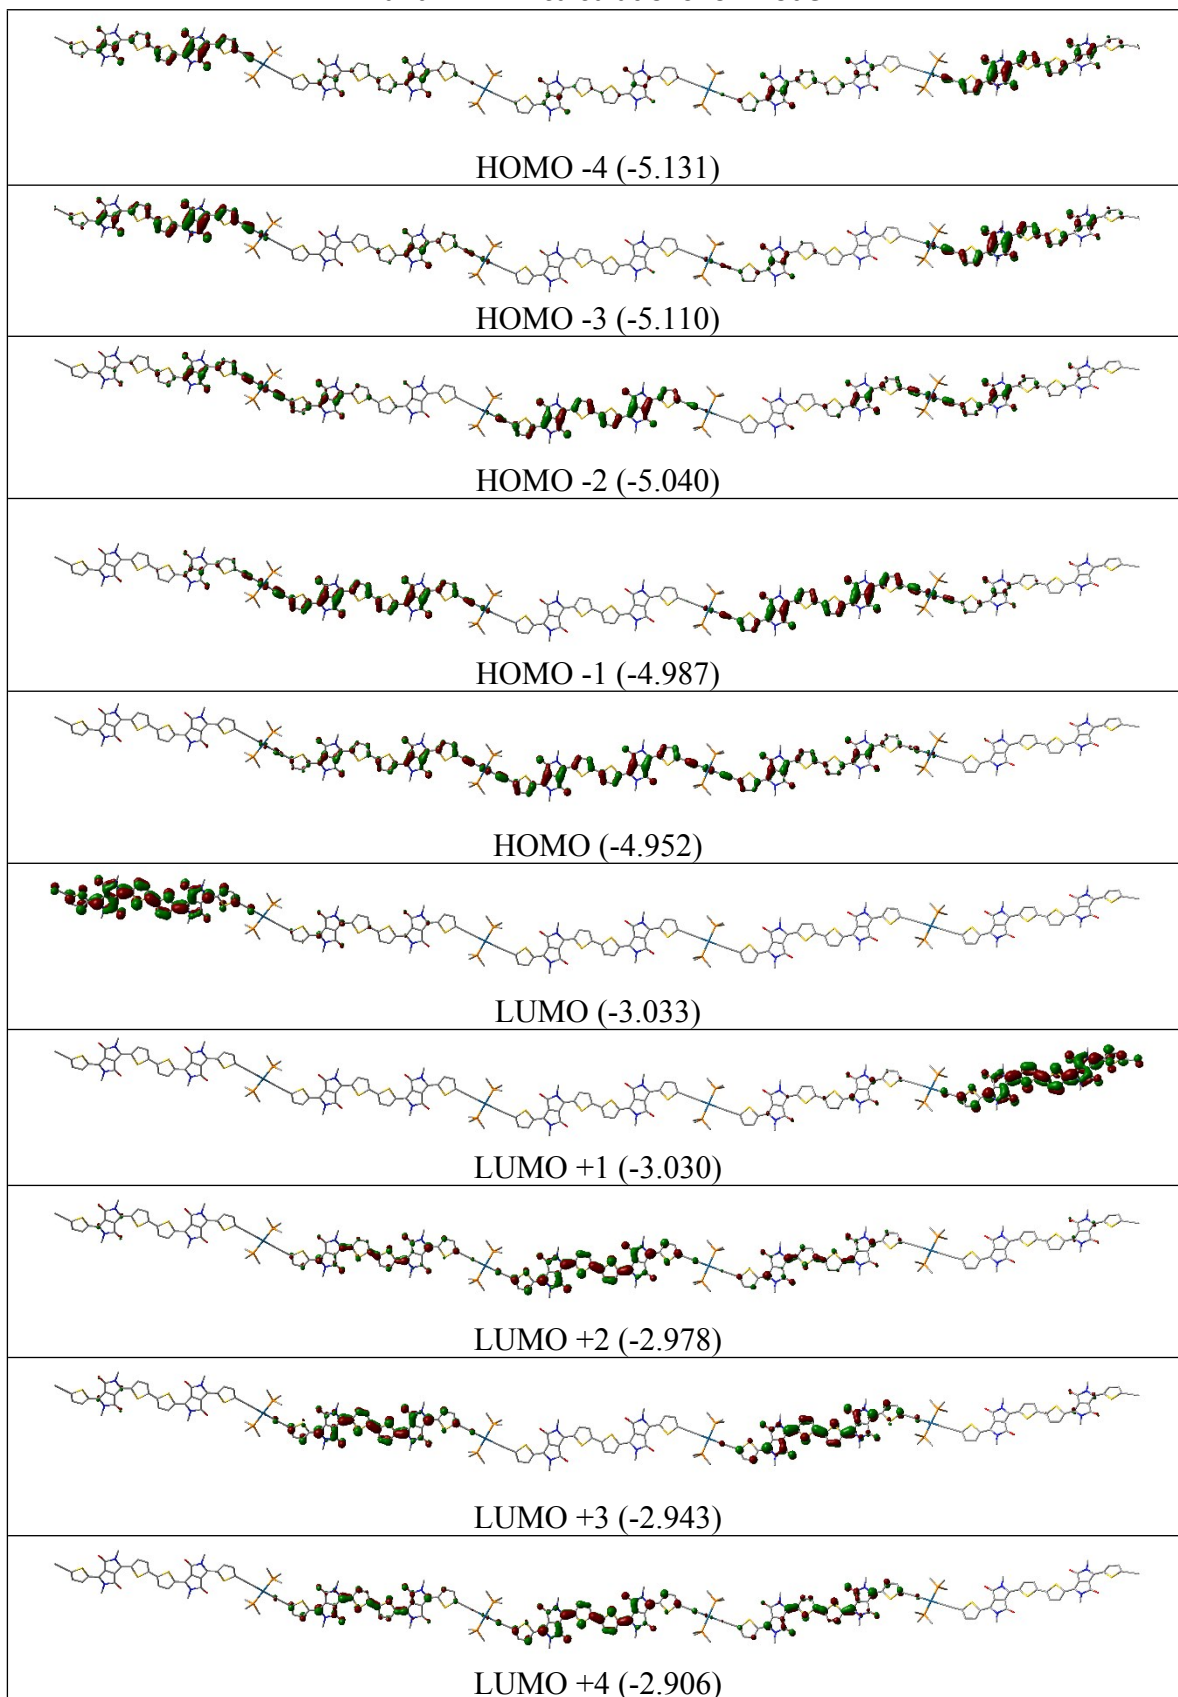 HOMO -4 (-5.131)
HOMO -3 (-5.110)
HOMO -2 (-5.040)
HOMO -1 (-4.987)
HOMO (-4.952)
LUMO (-3.033)
LUMO +1 (-3.030)
LUMO +2 (-2.978)
LUMO +3 (-2.943)
LUMO +4 (-2.906)